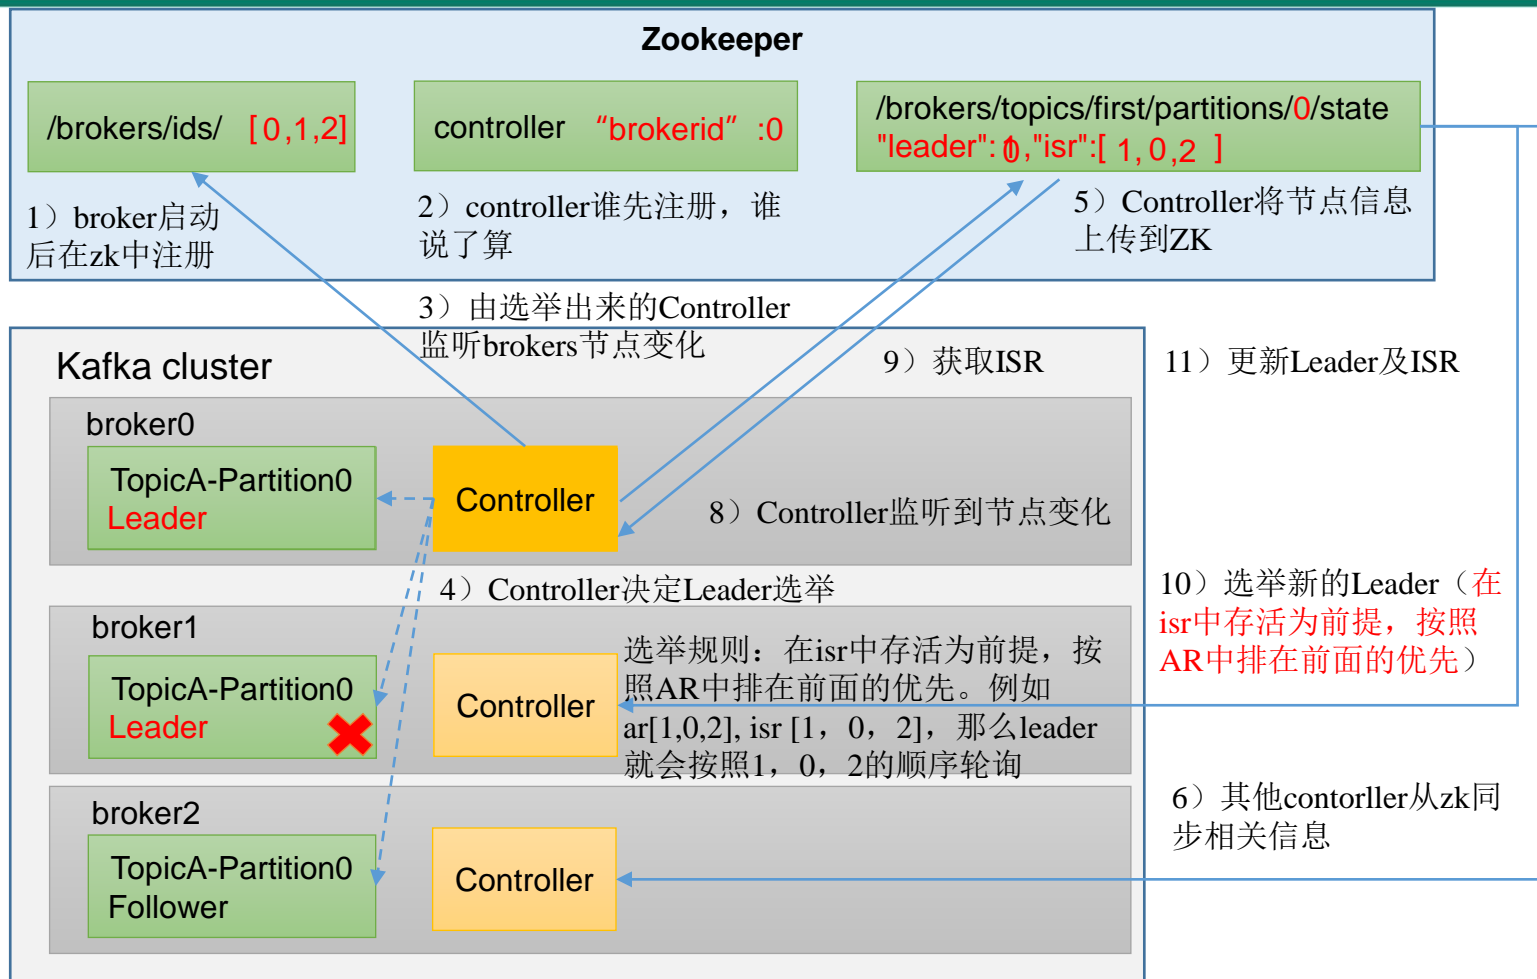 Zookeeper
/brokers/ids/ [0,1,2]
controller “brokerid” :0
/brokers/topics/first/partitions/0/state
"leader": ,"isr":[ 1,0,2 ]
1）broker启动
后在zk中注册
2）controller谁先注册，谁
说了算
5）Controller将节点信息
上传到ZK
3）由选举出来的Controller
监听brokers节点变化
Kafka cluster
9）获取ISR
11）更新Leader及ISR
broker0
TopicA-Partition0
Leader
Controller
8）Controller监听到节点变化
4）Controller决定Leader选举
10）选举新的Leader（在
isr中存活为前提，按照
AR中排在前面的优先）
broker1
TopicA-Partition0
Leader
Controller
选举规则：在isr中存活为前提，按
照AR中排在前面的优先。例如
ar[1,0,2], isr [1，0，2]，那么leader
就会按照1，0，2的顺序轮询
broker2
TopicA-Partition0
Follower
Controller
6）其他contorller从zk同
步相关信息